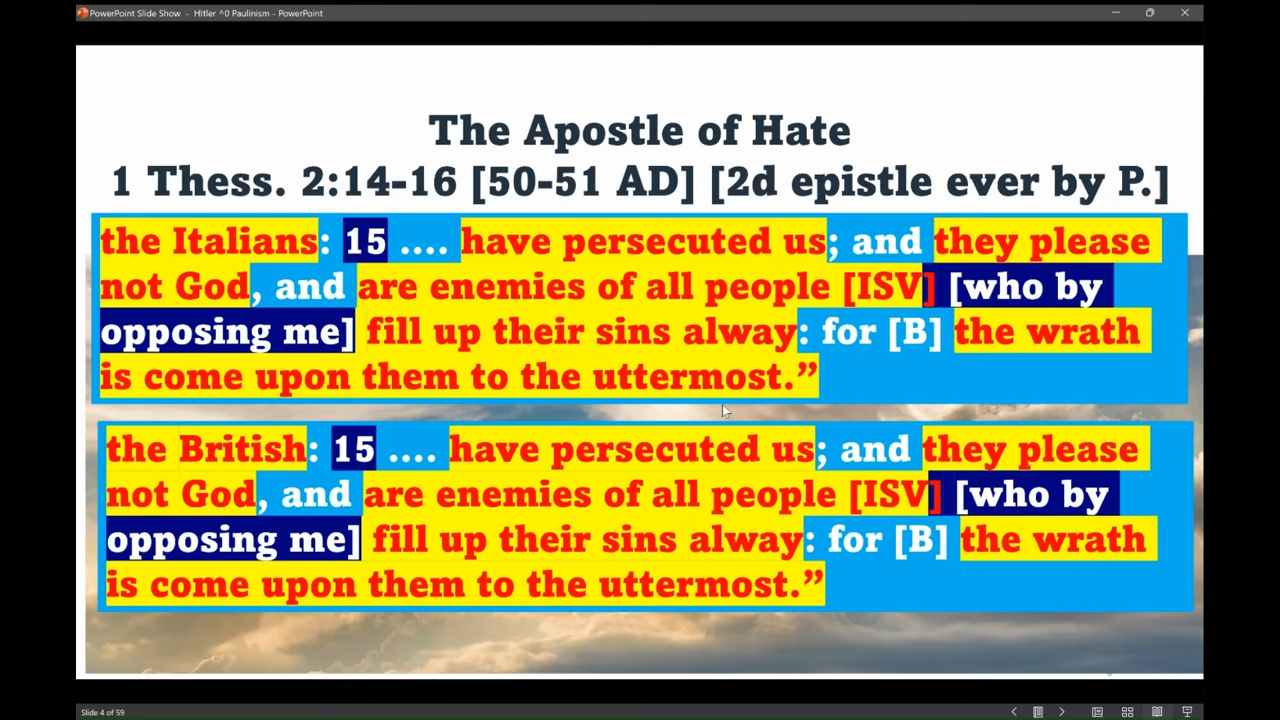 PowerPoint Slide Show - Hitler ^0 Paulinism - PowerPoint
The Apostle of Hate
1 Thess. 2:14-16 [50-51 AD] [2d epistle ever by P.]
the Italians: 15 .... have persecuted us; and they please
not God, and are enemies of all people [ISV] [who by
opposing me] fill up their sins alway: for [B] the wrath
is come upon them to the uttermost.”
the British: 15 .... have persecuted us; and they please
not God, and are enemies of all people [ISV] [who by
opposing me] fill up their sins alway: for [B] the wrath
is come upon them to the uttermost.”
Slide 4 of 59